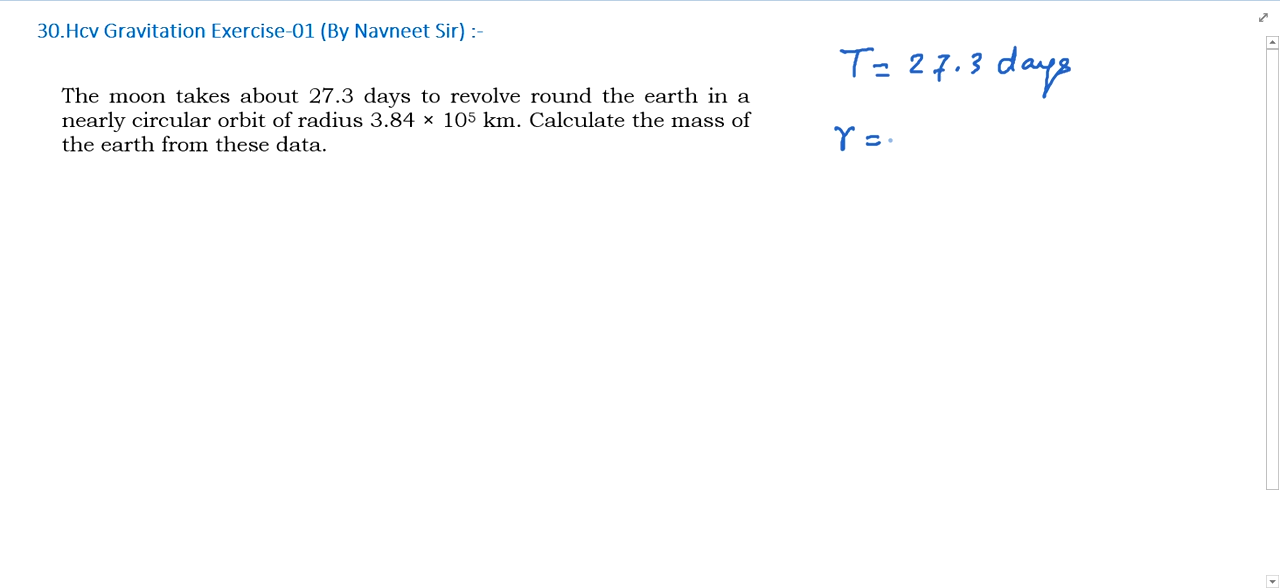 30.Hcv Gravitation Exercise-01 (By Navneet Sir) :-
T = 27.3 days
The moon takes about 27.3 days to revolve round the earth in a
nearly circular orbit of radius 3.84 × 10⁵ km. Calculate the mass of
the earth from these data.
r =